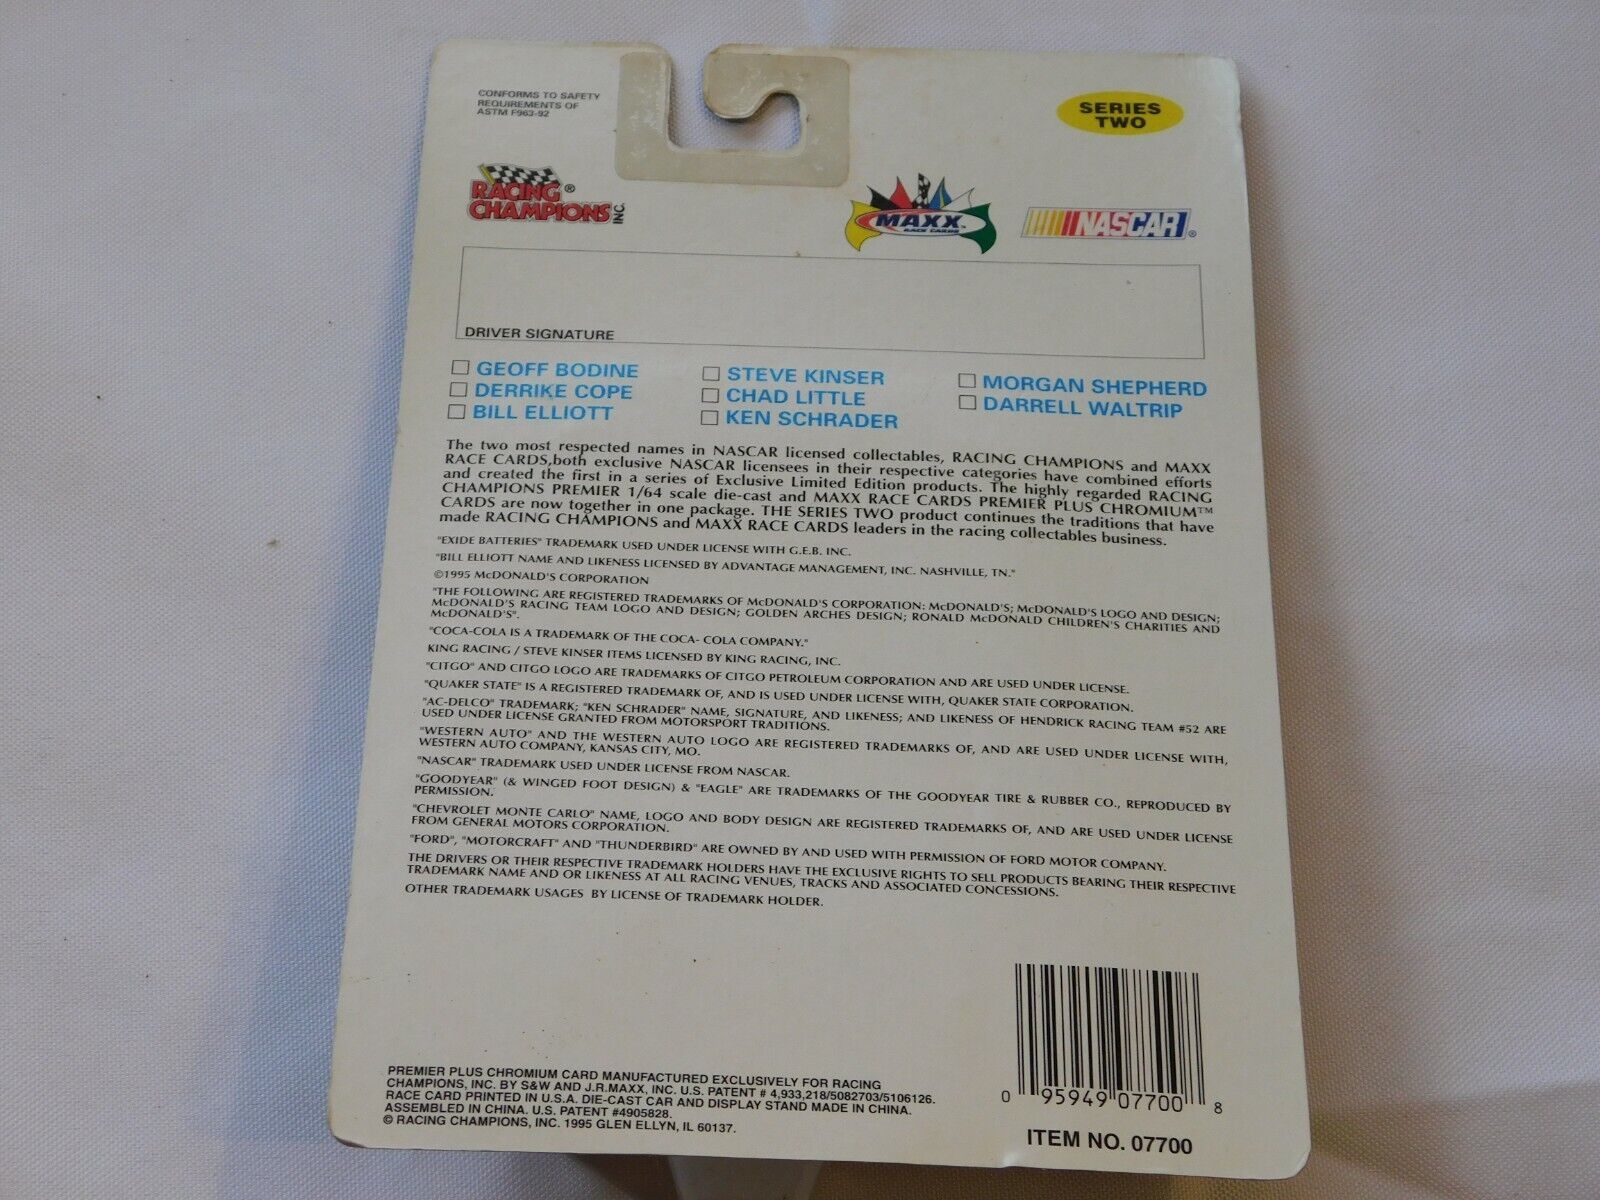 CONFORMS TO SAFETY
REQUIREMENTS OF
ASTM F963-92
SERIES
TWO
RACING ®
CHAMPIONS INC.
MAXX TM
RACE CARDS
NASCAR ®
DRIVER SIGNATURE
GEOFF BODINE
DERRIKE COPE
BILL ELLIOTT
STEVE KINSER
CHAD LITTLE
KEN SCHRADER
MORGAN SHEPHERD
DARRELL WALTRIP
The two most respected names in NASCAR licensed collectables, RACING CHAMPIONS and MAXX
RACE CARDS,both exclusive NASCAR licensees in their respective categories have combined efforts
and created the first in a series of Exclusive Limited Edition products. The highly regarded RACING
CHAMPIONS PREMIER 1/64 scale die-cast and MAXX RACE CARDS PREMIER PLUS CHROMIUM™
CARDS are now together in one package. THE SERIES TWO product continues the traditions that have
made RACING CHAMPIONS and MAXX RACE CARDS leaders in the racing collectables business.
"EXIDE BATTERIES" TRADEMARK USED UNDER LICENSE WITH G.E.B. INC.
"BILL ELLIOTT NAME AND LIKENESS LICENSED BY ADVANTAGE MANAGEMENT, INC. NASHVILLE, TN."
©1995 McDONALD'S CORPORATION
"THE FOLLOWING ARE REGISTERED TRADEMARKS OF McDONALD'S CORPORATION: McDONALD'S; McDONALD'S LOGO AND DESIGN;
McDONALD'S RACING TEAM LOGO AND DESIGN; GOLDEN ARCHES DESIGN; RONALD McDONALD CHILDREN'S CHARITIES AND
McDONALD'S".
"COCA-COLA IS A TRADEMARK OF THE COCA- COLA COMPANY."
KING RACING / STEVE KINSER ITEMS LICENSED BY KING RACING, INC.
"CITGO" AND CITGO LOGO ARE TRADEMARKS OF CITGO PETROLEUM CORPORATION AND ARE USED UNDER LICENSE.
"QUAKER STATE" IS A REGISTERED TRADEMARK OF, AND IS USED UNDER LICENSE WITH, QUAKER STATE CORPORATION.
"AC-DELCO" TRADEMARK; "KEN SCHRADER" NAME, SIGNATURE, AND LIKENESS; AND LIKENESS OF HENDRICK RACING TEAM #52 ARE
USED UNDER LICENSE GRANTED FROM MOTORSPORT TRADITIONS.
"WESTERN AUTO" AND THE WESTERN AUTO LOGO ARE REGISTERED TRADEMARKS OF, AND ARE USED UNDER LICENSE WITH,
WESTERN AUTO COMPANY, KANSAS CITY, MO.
"NASCAR" TRADEMARK USED UNDER LICENSE FROM NASCAR.
"GOODYEAR" (& WINGED FOOT DESIGN) & "EAGLE" ARE TRADEMARKS OF THE GOODYEAR TIRE & RUBBER CO., REPRODUCED BY
PERMISSION.
"CHEVROLET MONTE CARLO" NAME, LOGO AND BODY DESIGN ARE REGISTERED TRADEMARKS OF, AND ARE USED UNDER LICENSE
FROM GENERAL MOTORS CORPORATION.
"FORD", "MOTORCRAFT" AND "THUNDERBIRD" ARE OWNED BY AND USED WITH PERMISSION OF FORD MOTOR COMPANY.
THE DRIVERS OR THEIR RESPECTIVE TRADEMARK HOLDERS HAVE THE EXCLUSIVE RIGHTS TO SELL PRODUCTS BEARING THEIR RESPECTIVE
TRADEMARK NAME AND OR LIKENESS AT ALL RACING VENUES, TRACKS AND ASSOCIATED CONCESSIONS.
OTHER TRADEMARK USAGES BY LICENSE OF TRADEMARK HOLDER.
PREMIER PLUS CHROMIUM CARD MANUFACTURED EXCLUSIVELY FOR RACING
CHAMPIONS, INC. BY S&W AND J.R.MAXX, INC. U.S. PATENT # 4,933,218/5082703/5106126.
RACE CARD PRINTED IN U.S.A. DIE-CAST CAR AND DISPLAY STAND MADE IN CHINA.
ASSEMBLED IN CHINA. U.S. PATENT #4905828.
© RACING CHAMPIONS, INC. 1995 GLEN ELLYN, IL 60137.
0 95949 07700 8
ITEM NO. 07700